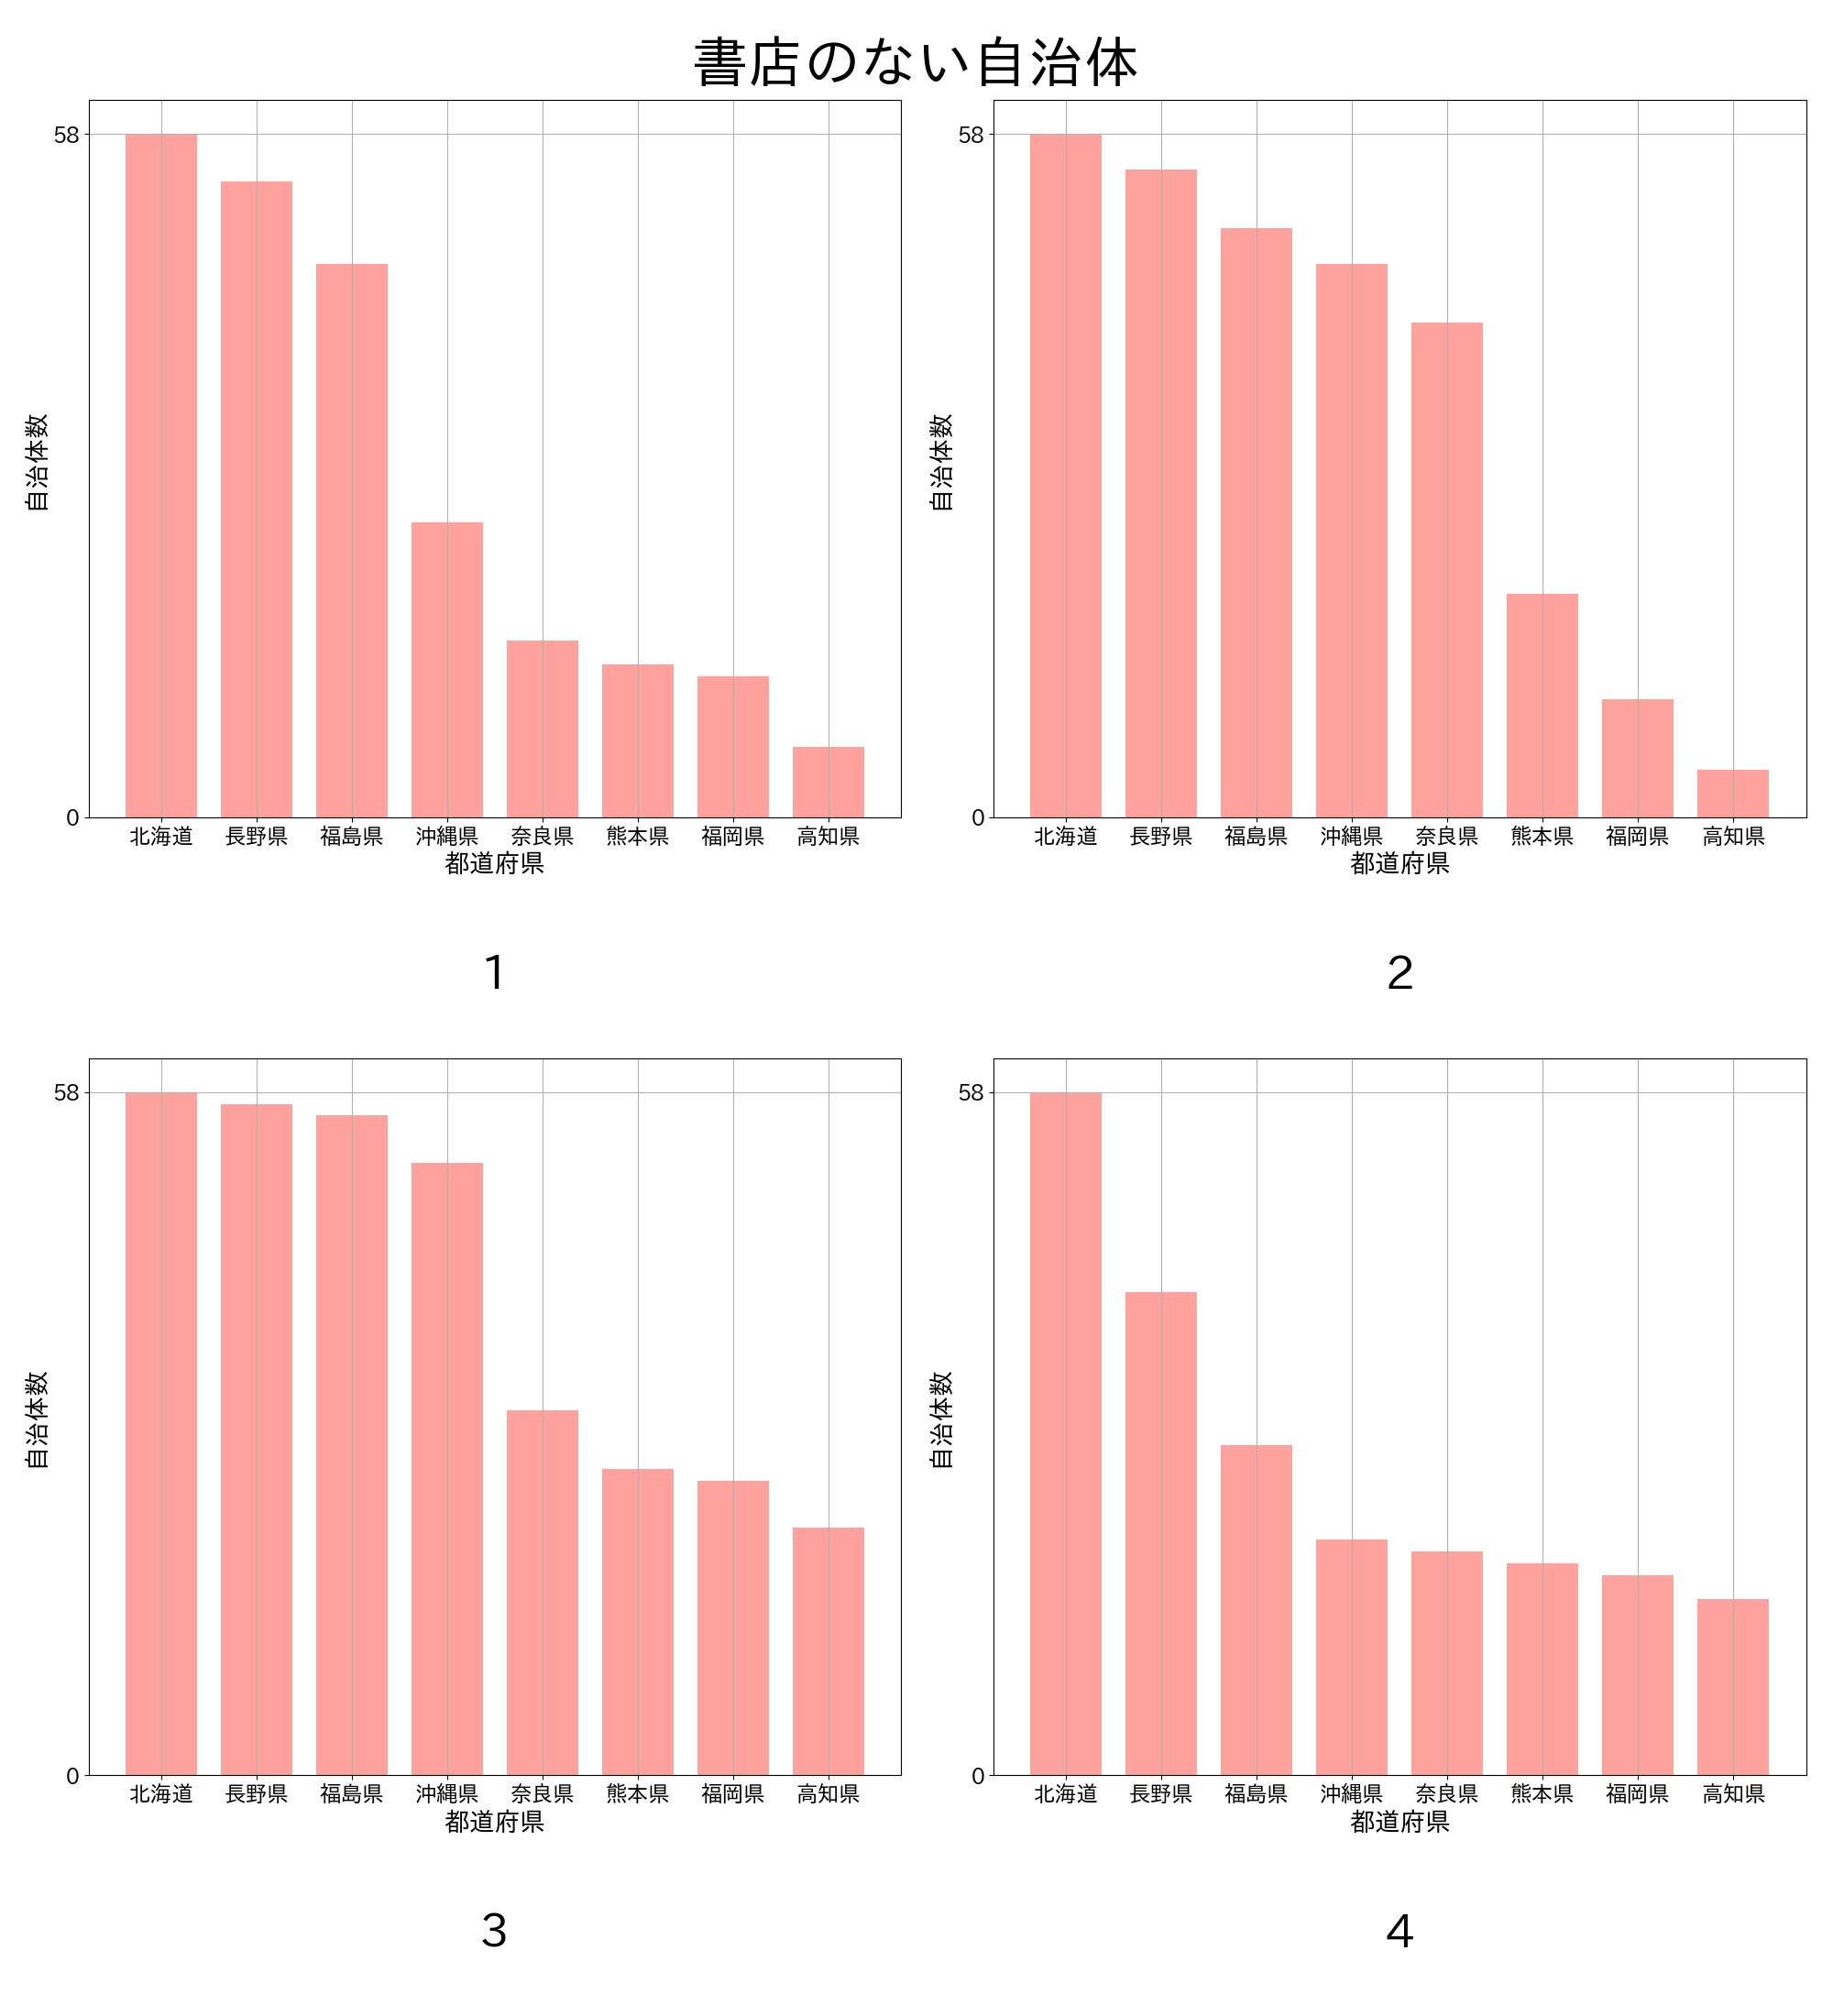 書店のない自治体
58
0
自治体数
北海道 長野県 福島県 沖縄県 奈良県 熊本県 福岡県 高知県
都道府県
1
58
0
自治体数
北海道 長野県 福島県 沖縄県 奈良県 熊本県 福岡県 高知県
都道府県
2
58
0
自治体数
北海道 長野県 福島県 沖縄県 奈良県 熊本県 福岡県 高知県
都道府県
3
58
0
自治体数
北海道 長野県 福島県 沖縄県 奈良県 熊本県 福岡県 高知県
都道府県
4